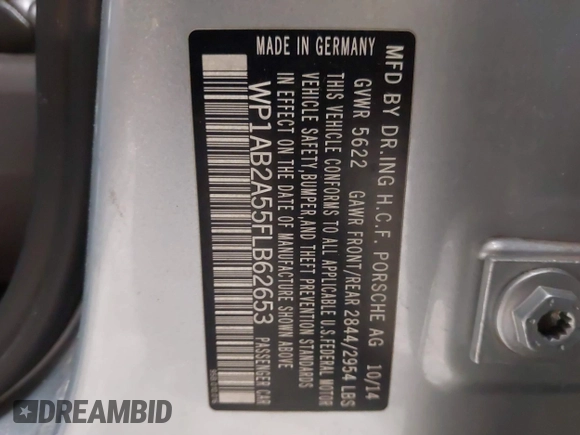 MFD BY DR.ING H.C.F. PORSCHE AG 10/14
GVWR 5622 GAWR FRONT/REAR 2844/2954 LBS
THIS VEHICLE CONFORMS TO ALL APPLICABLE U.S.FEDERAL MOTOR
VEHICLE SAFETY,BUMPER,AND THEFT PREVENTION STANDARDS
IN EFFECT ON THE DATE OF MANUFACTURE SHOWN ABOVE
WP1AB2A55FLB62653 PASSENGER CAR
MADE IN GERMANY
DREAMBID